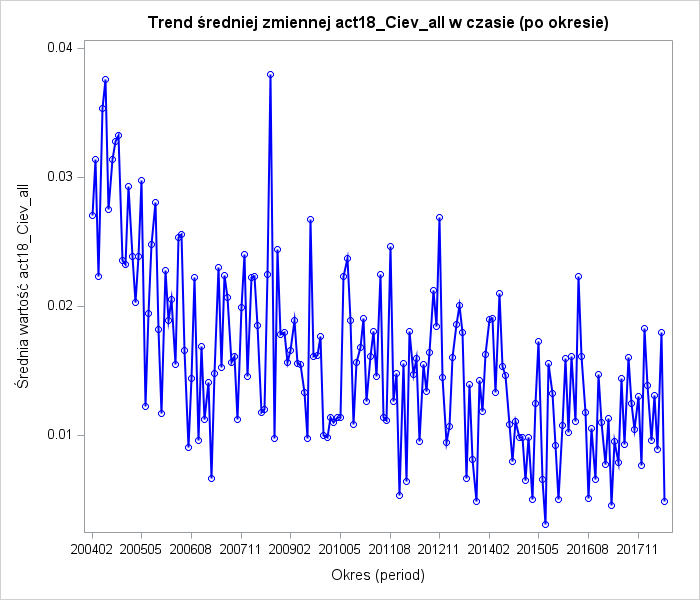 Trend średniej zmiennej act18_Ciev_all w czasie (po okresie)
Średnia wartość act18_Ciev_all
0.04
0.03
0.02
0.01
200402 200505 200608 200711 200902 201005 201108 201211 201402 201505 201608 201711
Okres (period)